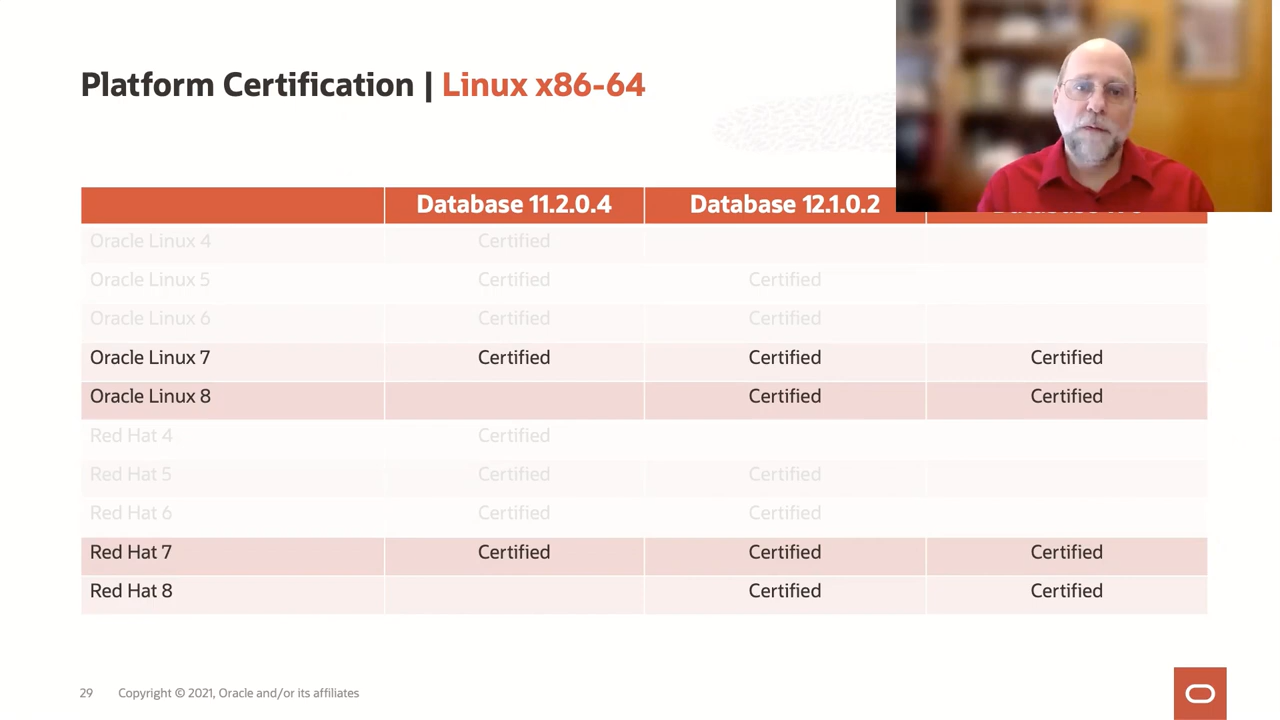 Platform Certification | Linux x86-64
Database 11.2.0.4 Database 12.1.0.2
Oracle Linux 4 Certified
Oracle Linux 5 Certified Certified
Oracle Linux 6 Certified Certified
Oracle Linux 7 Certified Certified Certified
Oracle Linux 8 Certified Certified
Red Hat 4 Certified
Red Hat 5 Certified Certified
Red Hat 6 Certified Certified
Red Hat 7 Certified Certified Certified
Red Hat 8 Certified Certified
29 Copyright © 2021, Oracle and/or its affiliates